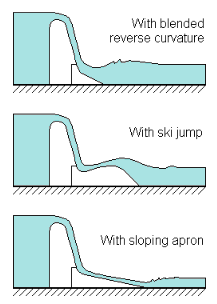 With blended
reverse curvature
With ski jump
With sloping apron